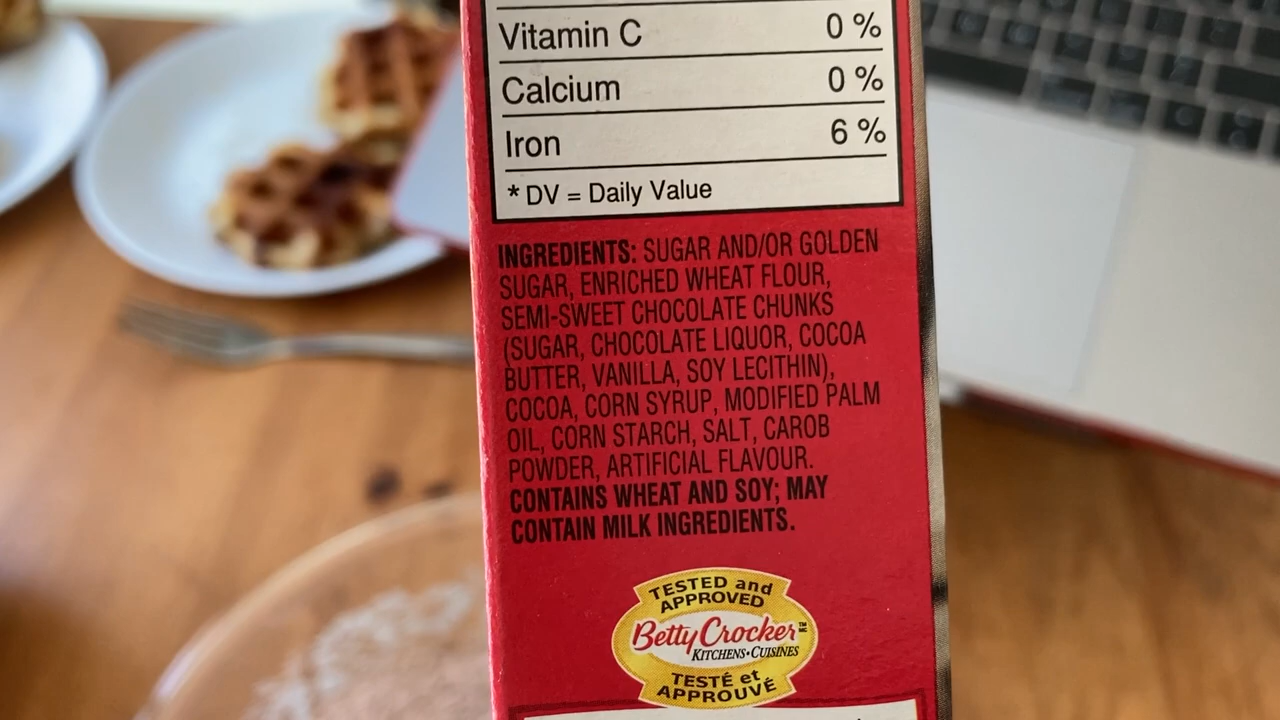 Vitamin C 0 %
Calcium 0 %
Iron 6 %
* DV = Daily Value
INGREDIENTS: SUGAR AND/OR GOLDEN
SUGAR, ENRICHED WHEAT FLOUR,
SEMI-SWEET CHOCOLATE CHUNKS
(SUGAR, CHOCOLATE LIQUOR, COCOA
BUTTER, VANILLA, SOY LECITHIN),
COCOA, CORN SYRUP, MODIFIED PALM
OIL, CORN STARCH, SALT, CAROB
POWDER, ARTIFICIAL FLAVOUR.
CONTAINS WHEAT AND SOY; MAY
CONTAIN MILK INGREDIENTS.
TESTED and
APPROVED
Betty Crocker
KITCHENS•CUISINES
TESTÉ et
APPROUVÉ